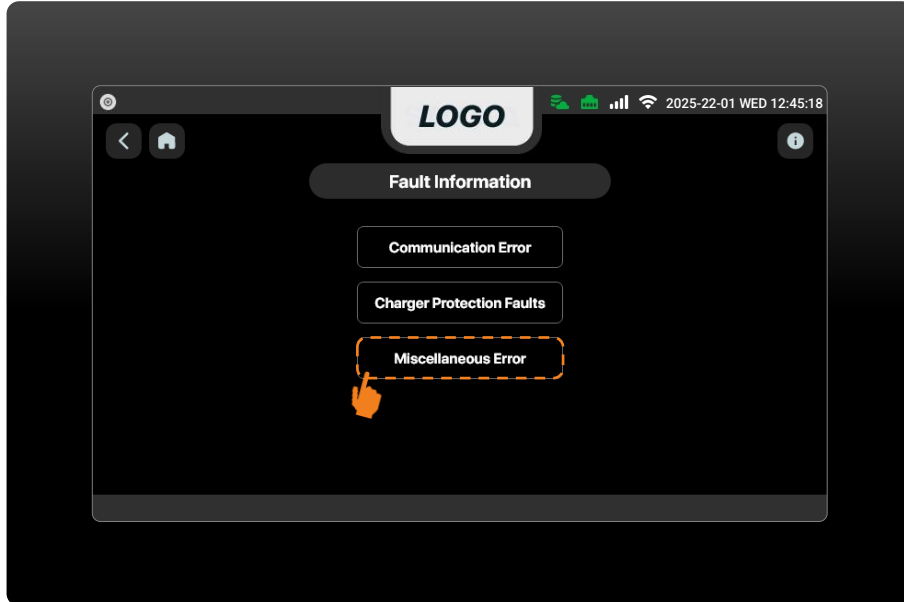 LOGO
2025-22-01 WED 12:45:18
Fault Information
Communication Error
Charger Protection Faults
Miscellaneous Error